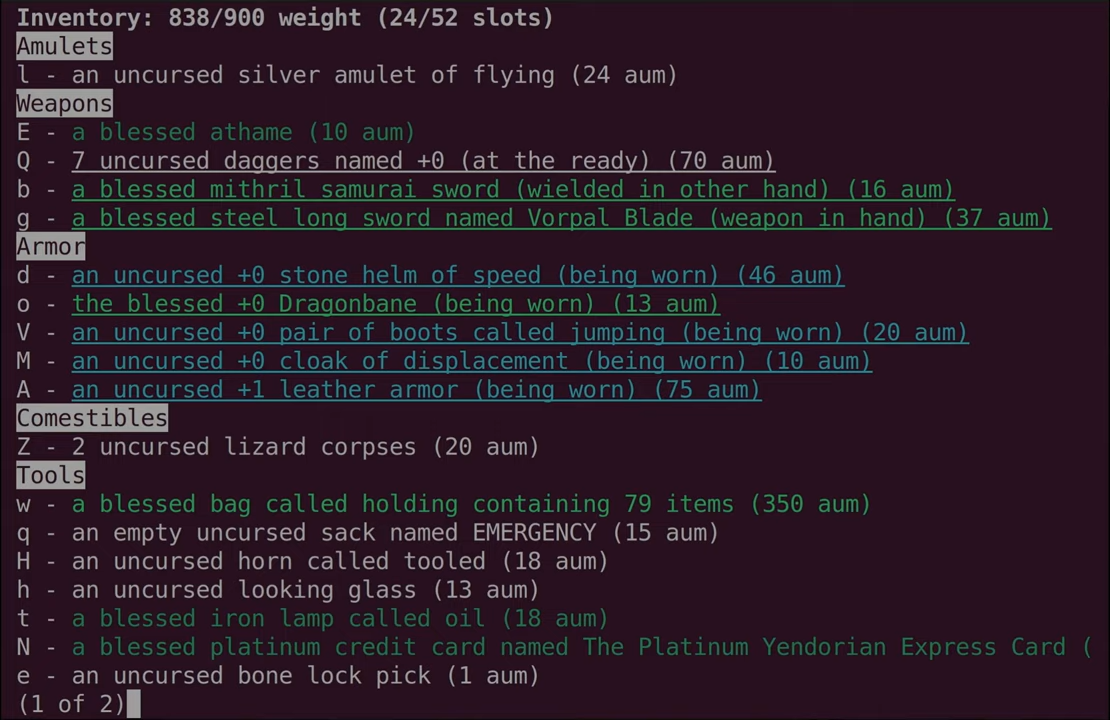 Inventory: 838/900 weight (24/52 slots)
Amulets
l - an uncursed silver amulet of flying (24 aum)
Weapons
E - a blessed athame (10 aum)
Q - 7 uncursed daggers named +0 (at the ready) (70 aum)
b - a blessed mithril samurai sword (wielded in other hand) (16 aum)
g - a blessed steel long sword named Vorpal Blade (weapon in hand) (37 aum)
Armor
d - an uncursed +0 stone helm of speed (being worn) (46 aum)
o - the blessed +0 Dragonbane (being worn) (13 aum)
V - an uncursed +0 pair of boots called jumping (being worn) (20 aum)
M - an uncursed +0 cloak of displacement (being worn) (10 aum)
A - an uncursed +1 leather armor (being worn) (75 aum)
Comestibles
Z - 2 uncursed lizard corpses (20 aum)
Tools
w - a blessed bag called holding containing 79 items (350 aum)
q - an empty uncursed sack named EMERGENCY (15 aum)
H - an uncursed horn called tooled (18 aum)
h - an uncursed looking glass (13 aum)
t - a blessed iron lamp called oil (18 aum)
N - a blessed platinum credit card named The Platinum Yendorian Express Card (
e - an uncursed bone lock pick (1 aum)
(1 of 2)